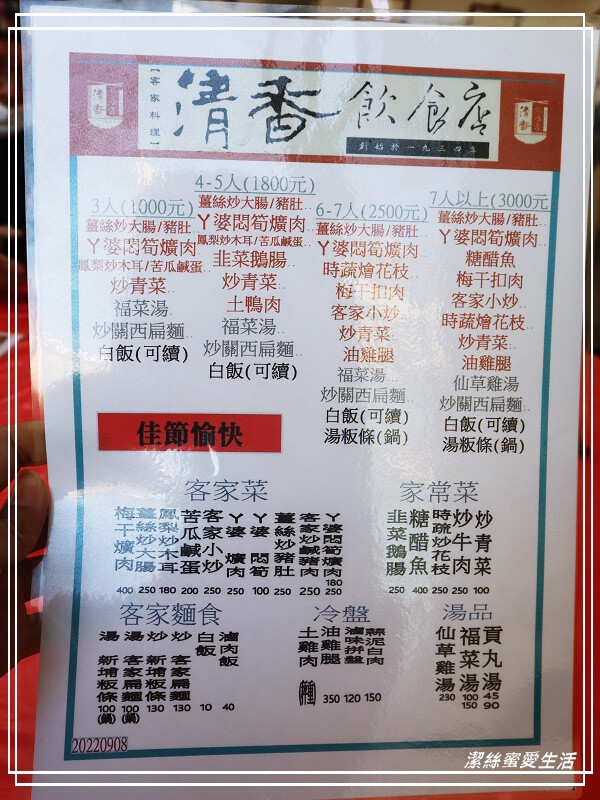 【客家料理】
清香飲食店
創始於一九三四年
清香
清香
3人(1000元)
薑絲炒大腸/豬肚..
ㄚ婆悶筍爌肉..
鳳梨炒木耳/苦瓜鹹蛋..
炒青菜..
福菜湯..
炒關西扁麵..
白飯(可續)
4-5人(1800元)
薑絲炒大腸/豬肚..
ㄚ婆悶筍爌肉..
鳳梨炒木耳/苦瓜鹹蛋..
韭菜鵝腸..
炒青菜..
土鴨肉
福菜湯..
炒關西扁麵..
白飯(可續)
6-7人(2500元)
薑絲炒大腸/豬肚..
ㄚ婆悶筍爌肉..
時蔬燴花枝..
梅干扣肉
客家小炒..
炒青菜..
油雞腿
福菜湯...
炒關西扁麵..
白飯(可續)
湯粄條(鍋)
7人以上(3000元)
薑絲炒大腸/豬肚..
ㄚ婆悶筍爌肉..
糖醋魚
梅干扣肉
客家小炒..
時蔬燴花枝..
炒青菜..
油雞腿
仙草雞湯
炒關西扁麵..
白飯(可續)
湯粄條(鍋)
佳節愉快
客家菜
梅干爌肉 400
薑絲炒大腸 250
鳳梨炒木耳 180
苦瓜鹹蛋 200
客家小炒 250
ㄚ婆爌肉 250
ㄚ婆悶筍 100
薑絲炒豬肚 250
客家炒鹹豬肉 250
ㄚ婆悶筍爌肉 180 250
家常菜
韭菜鵝腸 250
糖醋魚 400
時蔬炒花枝 250
炒牛肉 250
炒青菜 100
客家麵食
湯 新埔粄條 100(鍋)
湯 客家扁麵 100(鍋)
炒 新埔粄條 130
炒 客家扁麵 130
白飯 10
滷肉飯 40
冷盤
土雞肉
油雞腿 350
滷味拼盤 120
蒜泥白肉 150
湯品
仙草雞湯 230
福菜湯 100 150
貢丸湯 45 90
20220908
潔絲蜜愛生活